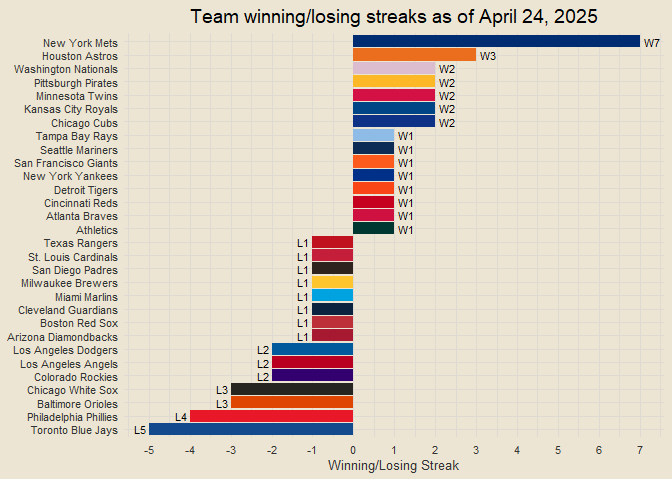 Team winning/losing streaks as of April 24, 2025
New York Mets W7
Houston Astros W3
Washington Nationals W2
Pittsburgh Pirates W2
Minnesota Twins W2
Kansas City Royals W2
Chicago Cubs W2
Tampa Bay Rays W1
Seattle Mariners W1
San Francisco Giants W1
New York Yankees W1
Detroit Tigers W1
Cincinnati Reds W1
Atlanta Braves W1
Athletics W1
Texas Rangers L1
St. Louis Cardinals L1
San Diego Padres L1
Milwaukee Brewers L1
Miami Marlins L1
Cleveland Guardians L1
Boston Red Sox L1
Arizona Diamondbacks L1
Los Angeles Dodgers L2
Los Angeles Angels L2
Colorado Rockies L2
Chicago White Sox L3
Baltimore Orioles L3
Philadelphia Phillies L4
Toronto Blue Jays L5
-5 -4 -3 -2 -1 0 1 2 3 4 5 6 7
Winning/Losing Streak